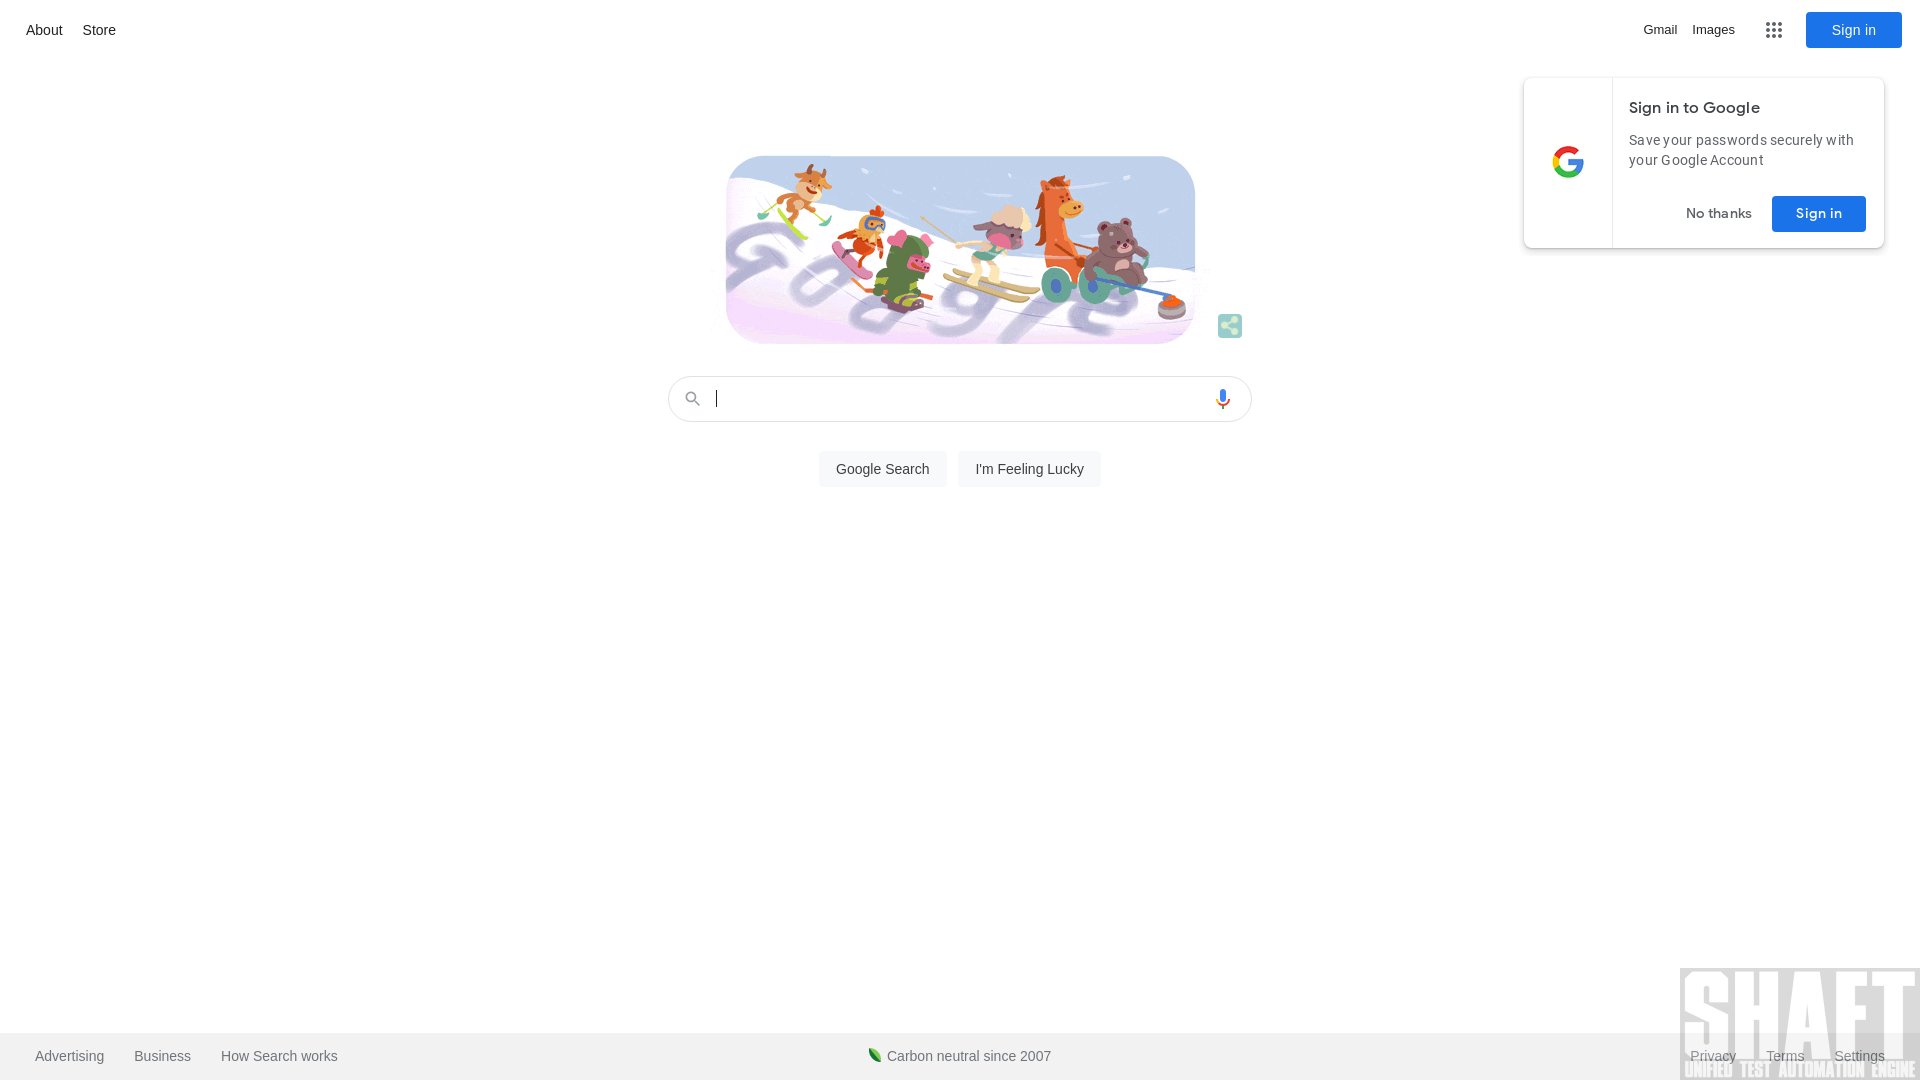 About Store Gmail Images Sign in
Sign in to Google
Save your passwords securely with
your Google Account
No thanks Sign in
Google
Google Search I'm Feeling Lucky
Advertising Business How Search works Carbon neutral since 2007 Privacy Terms Settings
SHAFT
UNIFIED TEST AUTOMATION ENGINE